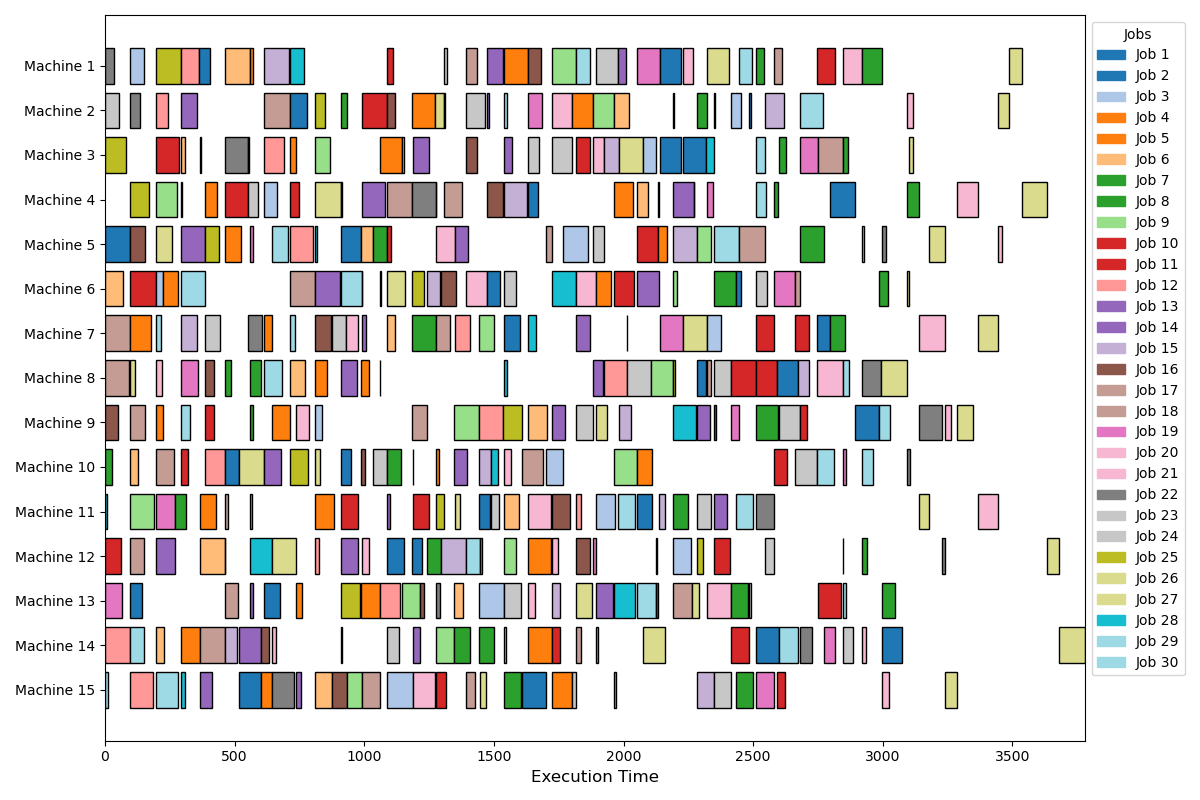 Machine 1
Machine 2
Machine 3
Machine 4
Machine 5
Machine 6
Machine 7
Machine 8
Machine 9
Machine 10
Machine 11
Machine 12
Machine 13
Machine 14
Machine 15
0 500 1000 1500 2000 2500 3000 3500
Execution Time
Jobs
Job 1
Job 2
Job 3
Job 4
Job 5
Job 6
Job 7
Job 8
Job 9
Job 10
Job 11
Job 12
Job 13
Job 14
Job 15
Job 16
Job 17
Job 18
Job 19
Job 20
Job 21
Job 22
Job 23
Job 24
Job 25
Job 26
Job 27
Job 28
Job 29
Job 30